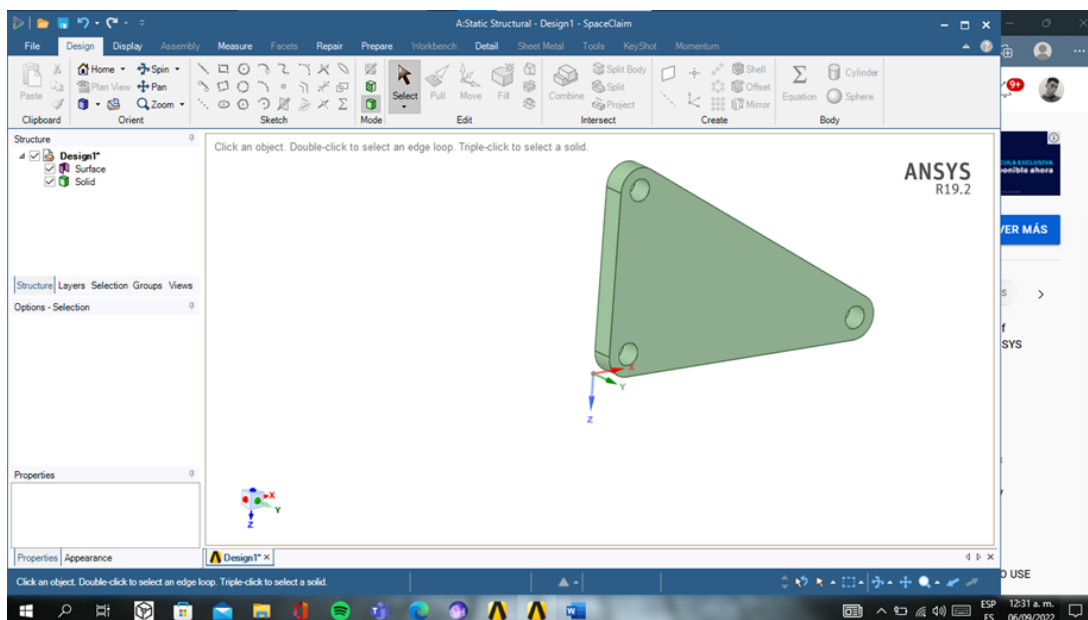 A:Static Structural - Design1 - SpaceClaim
File Design Display Assembly Measure Facets Repair Prepare Workbench Detail Sheet Metal Tools KeyShot Momentum
Paste
Home Spin
Plan View Pan
Zoom
Select Pull Move Fill
Combine
Split Body
Split
Project
Shell
Offset
Mirror
Equation
Cylinder
Sphere
Clipboard Orient Sketch Mode Edit Intersect Create Body
Structure
Design1*
Surface
Solid
Structure Layers Selection Groups Views
Options - Selection
Properties
Properties Appearance
Click an object. Double-click to select an edge loop. Triple-click to select a solid.
ANSYS
R19.2
X
Y
Z
X
Y
Z
Design1*
Click an object. Double-click to select an edge loop. Triple-click to select a solid.
9+
ULA ESCLUSIVA
onible ahora
VER MÁS
s
f
SYS
O USE
ESP
ES
12:31 a. m.
06/09/2022